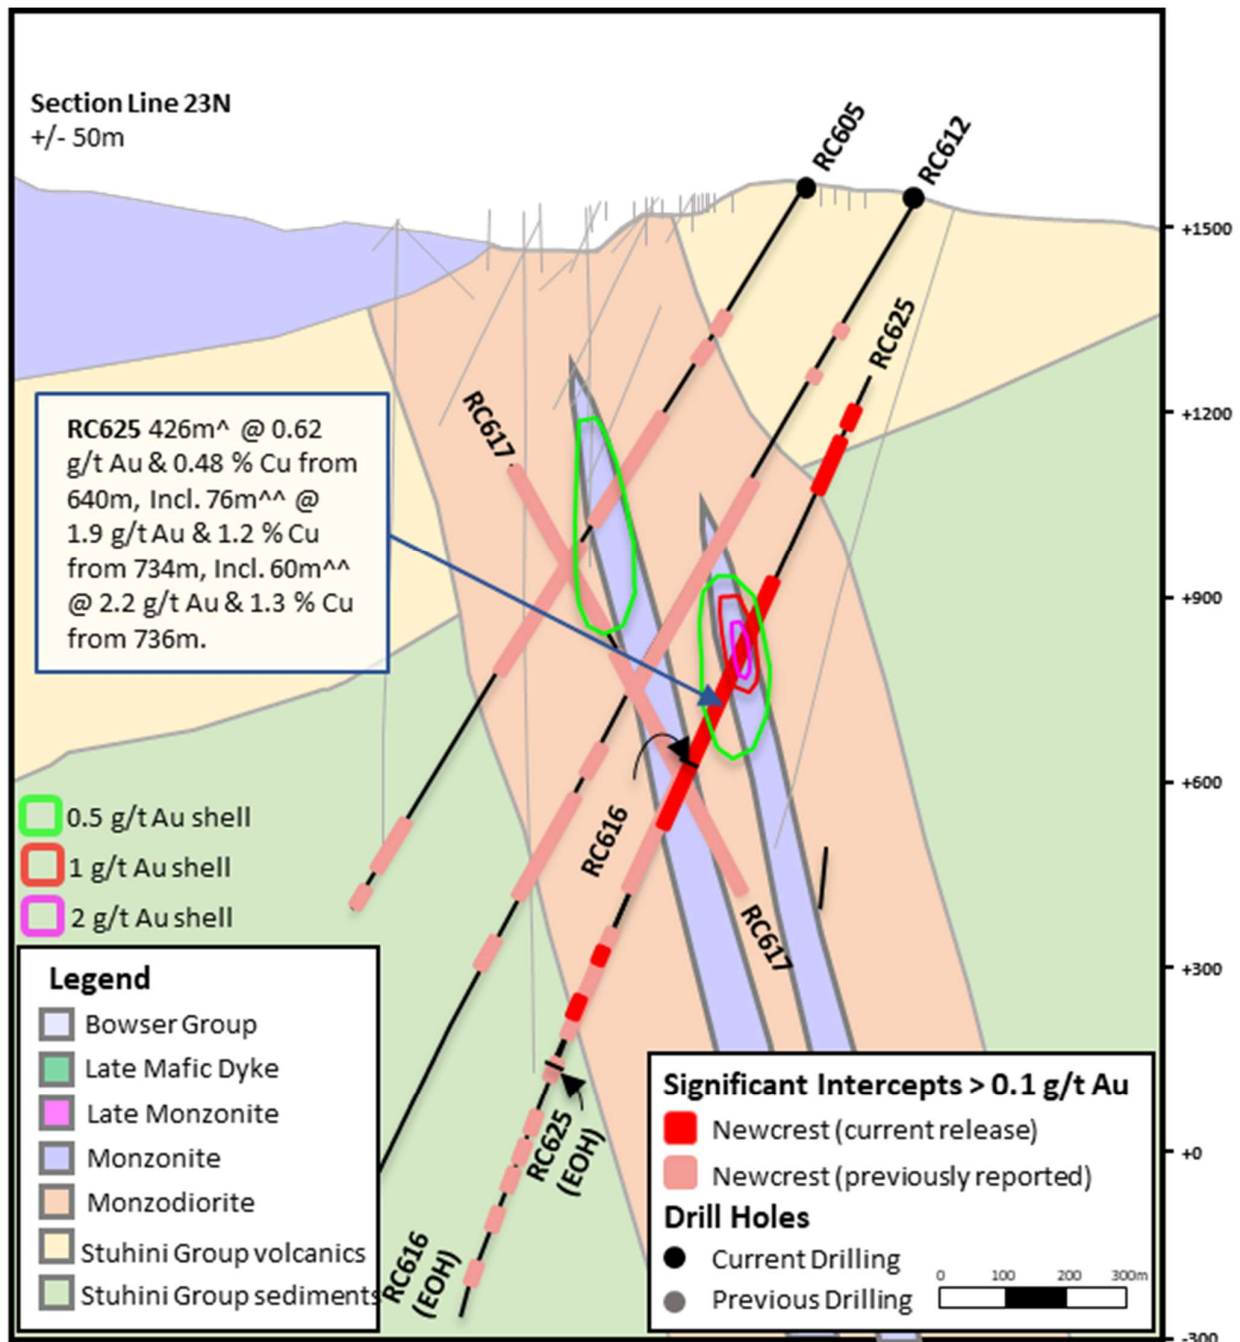 Section Line 23N
+/- 50m
RC605
RC612
+1500
RC625
+1200
RC617
RC625 426m^ @ 0.62
g/t Au & 0.48 % Cu from
640m, Incl. 76m^^ @
1.9 g/t Au & 1.2 % Cu
from 734m, Incl. 60m^^
@ 2.2 g/t Au & 1.3 % Cu
from 736m.
+900
+600
0.5 g/t Au shell
1 g/t Au shell
2 g/t Au shell
RC616
RC617
+300
Legend
Bowser Group
Late Mafic Dyke
Late Monzonite
Monzonite
Monzodiorite
Stuhini Group volcanics
Stuhini Group sediments
RC625
(EOH)
RC616
(EOH)
+0
Significant Intercepts > 0.1 g/t Au
Newcrest (current release)
Newcrest (previously reported)
Drill Holes
Current Drilling
Previous Drilling
0 100 200 300m
-300